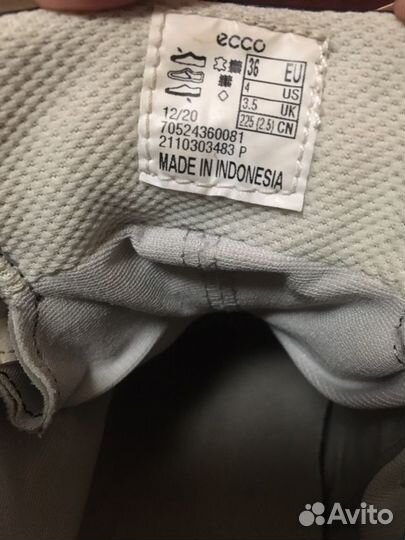 ecco
36 EU
4 US
3.5 UK
225 (2.5) CN
12/20
70524360081
2110303483 P
MADE IN INDONESIA
Avito